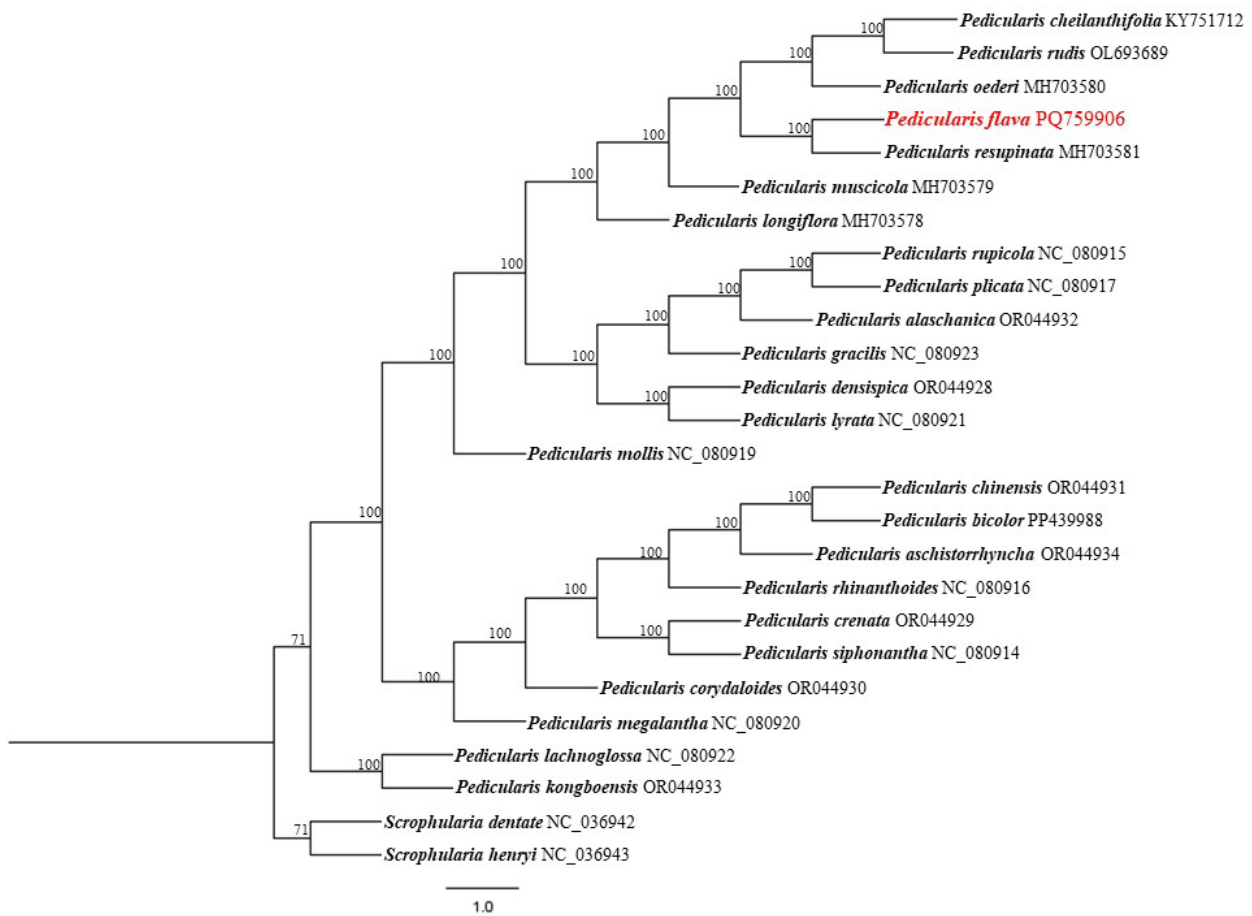 Pedicularis cheilanthifolia KY751712
100
Pedicularis rudis OL693689
100
Pedicularis oederi MH703580
100
Pedicularis flava PQ759906
100
Pedicularis resupinata MH703581
100
Pedicularis muscicola MH703579
100
Pedicularis longiflora MH703578
100
Pedicularis rupicola NC_080915
100
Pedicularis plicata NC_080917
100
Pedicularis alaschanica OR044932
100
Pedicularis gracilis NC_080923
100
Pedicularis densispica OR044928
100
Pedicularis lyrata NC_080921
100
Pedicularis mollis NC_080919
100
Pedicularis chinensis OR044931
100
Pedicularis bicolor PP439988
100
Pedicularis aschistorrhyncha OR044934
100
Pedicularis rhinanthoides NC_080916
100
Pedicularis crenata OR044929
100
Pedicularis siphonantha NC_080914
100
Pedicularis corydaloides OR044930
100
Pedicularis megalantha NC_080920
100
71
Pedicularis lachnoglossa NC_080922
100
Pedicularis kongboensis OR044933
Scrophularia dentate NC_036942
71
Scrophularia henryi NC_036943
1.0